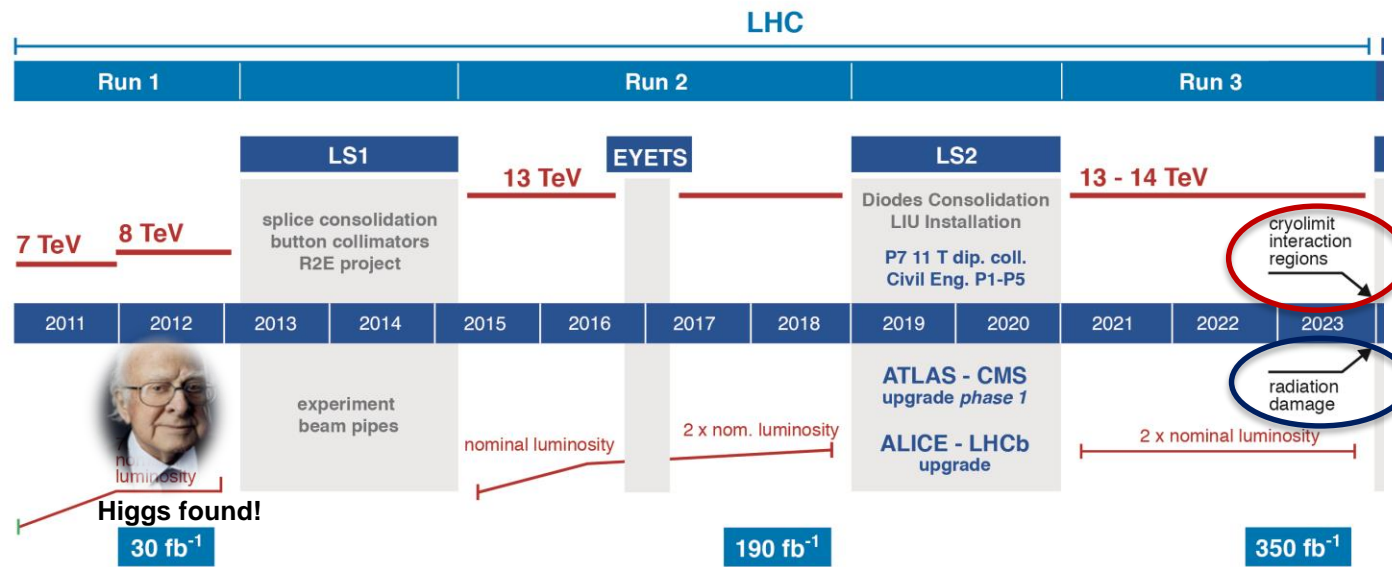 LHC
Run 1
Run 2
Run 3
LS1
EYETS
LS2
7 TeV
8 TeV
13 TeV
13 - 14 TeV
splice consolidation
button collimators
R2E project
Diodes Consolidation
LIU Installation
P7 11 T dip. coll.
Civil Eng. P1-P5
cryolimit
interaction
regions
2011 2012 2013 2014 2015 2016 2017 2018 2019 2020 2021 2022 2023
experiment
beam pipes
ATLAS - CMS
upgrade phase 1
ALICE - LHCb
upgrade
radiation
damage
luminosity
nominal luminosity
2 x nom. luminosity
2 x nominal luminosity
Higgs found!
30 fb⁻¹
190 fb⁻¹
350 fb⁻¹